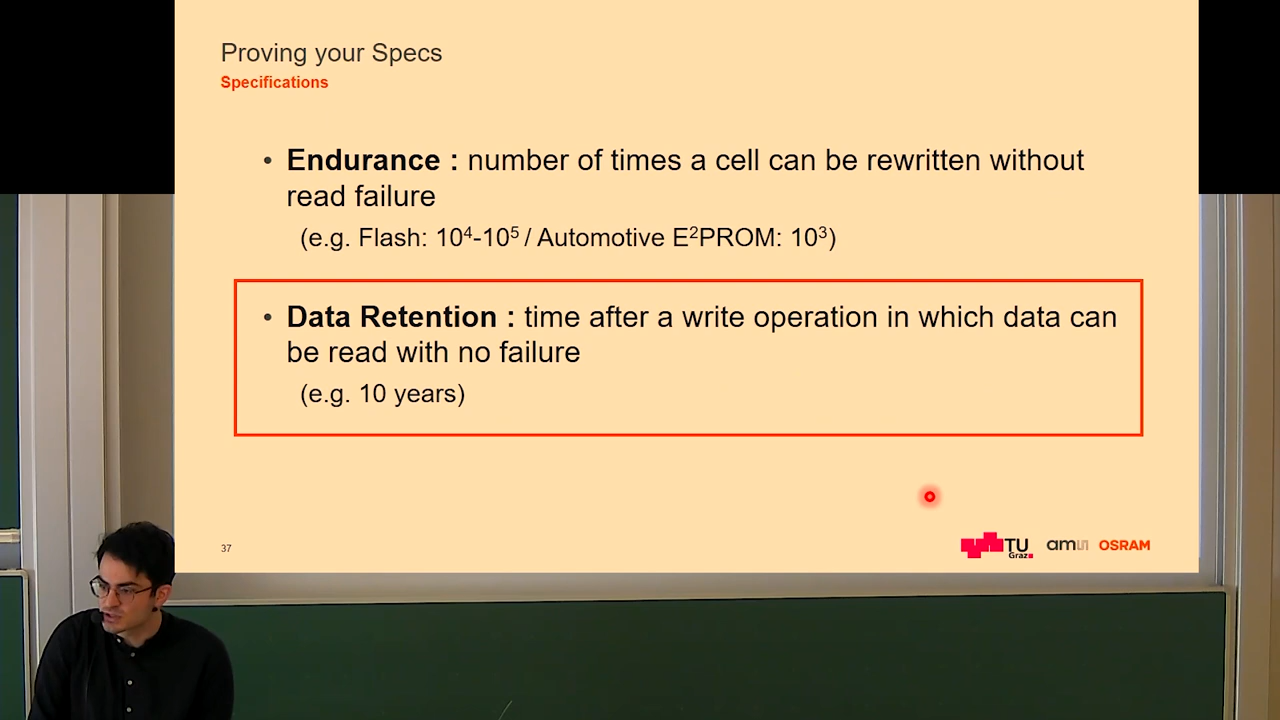 Proving your Specs
Specifications
• Endurance : number of times a cell can be rewritten without
read failure
(e.g. Flash: 10⁴-10⁵ / Automotive E²PROM: 10³)
• Data Retention : time after a write operation in which data can
be read with no failure
(e.g. 10 years)
37
TU
Graz
amu OSRAM